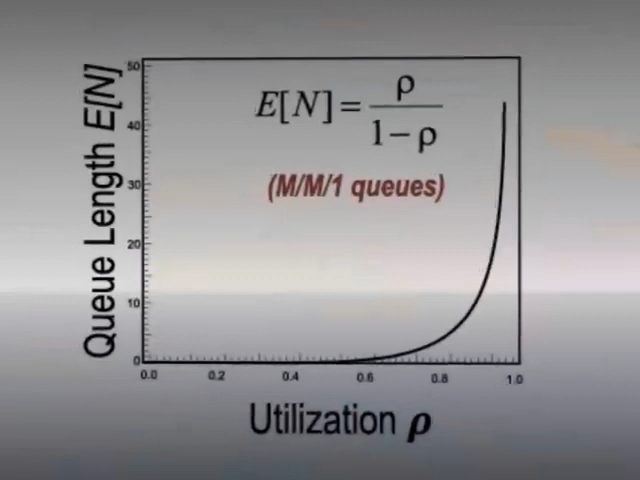 E[N] = ρ / 1 − ρ
(M/M/1 queues)
Queue Length E[N]
50
40
30
20
10
0
0.0 0.2 0.4 0.6 0.8 1.0
Utilization ρ